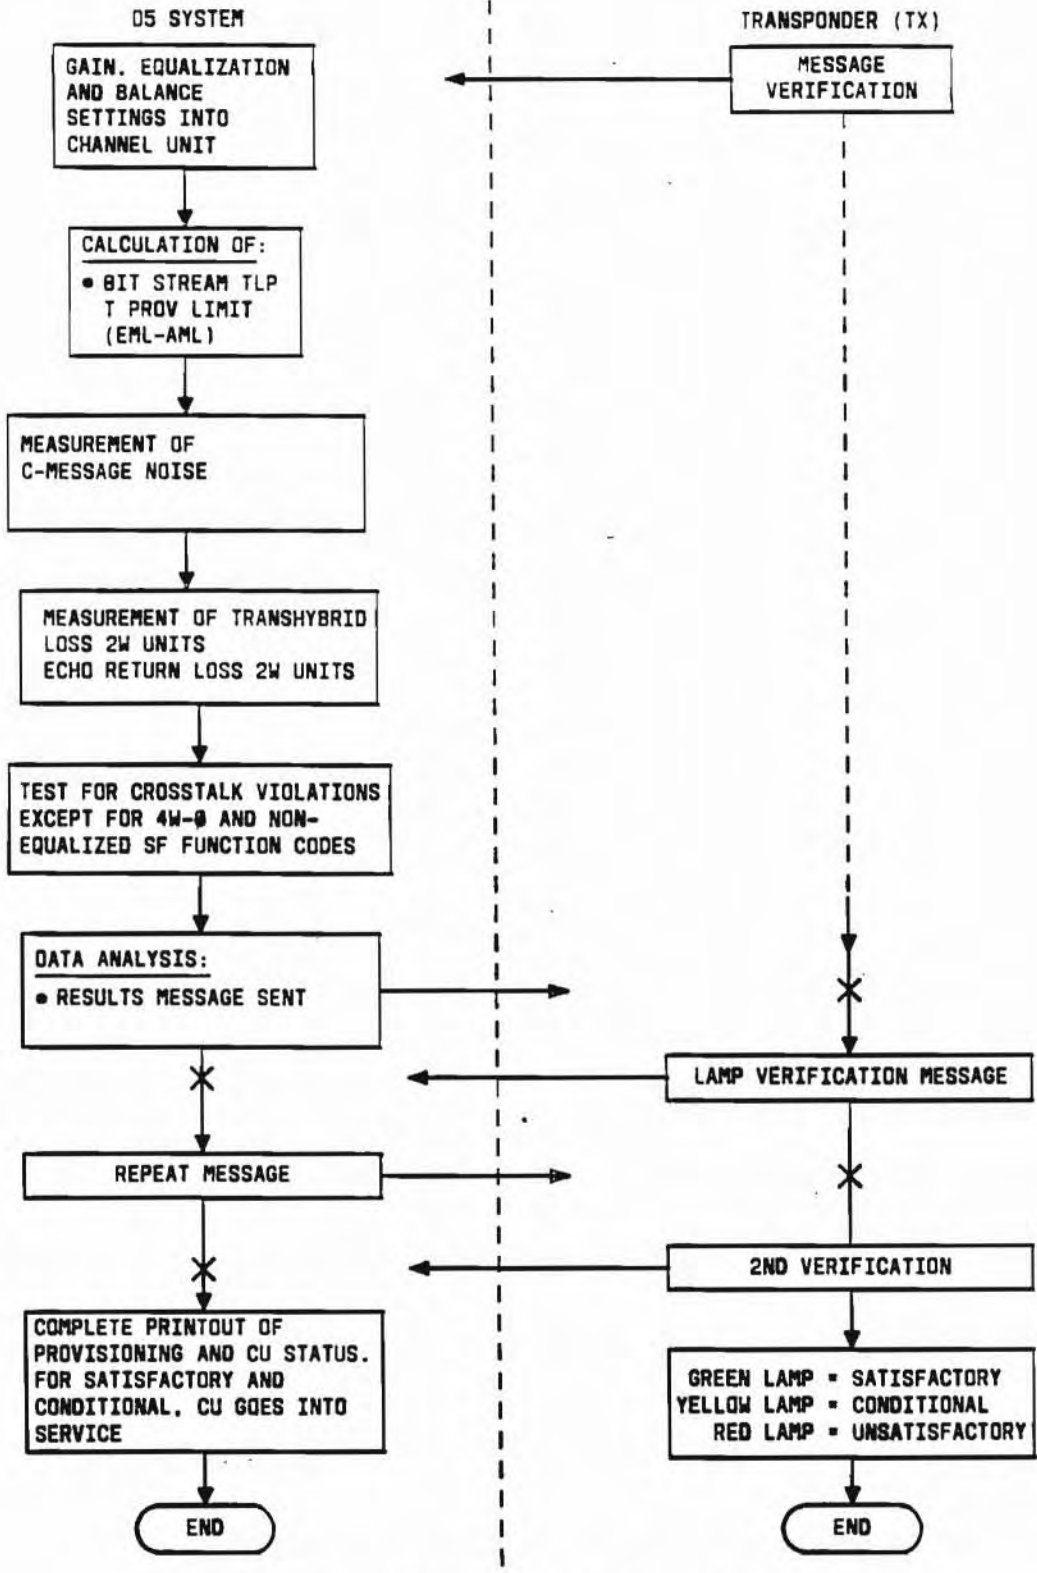 D5 SYSTEM
GAIN. EQUALIZATION
AND BALANCE
SETTINGS INTO
CHANNEL UNIT
CALCULATION OF:
• BIT STREAM TLP
T PROV LIMIT
(EML-AML)
MEASUREMENT OF
C-MESSAGE NOISE
MEASUREMENT OF TRANSHYBRID
LOSS 2W UNITS
ECHO RETURN LOSS 2W UNITS
TEST FOR CROSSTALK VIOLATIONS
EXCEPT FOR 4W-0 AND NON-
EQUALIZED SF FUNCTION CODES
DATA ANALYSIS:
• RESULTS MESSAGE SENT
REPEAT MESSAGE
COMPLETE PRINTOUT OF
PROVISIONING AND CU STATUS.
FOR SATISFACTORY AND
CONDITIONAL. CU GOES INTO
SERVICE
END
TRANSPONDER (TX)
MESSAGE
VERIFICATION
LAMP VERIFICATION MESSAGE
2ND VERIFICATION
GREEN LAMP = SATISFACTORY
YELLOW LAMP = CONDITIONAL
RED LAMP = UNSATISFACTORY
END